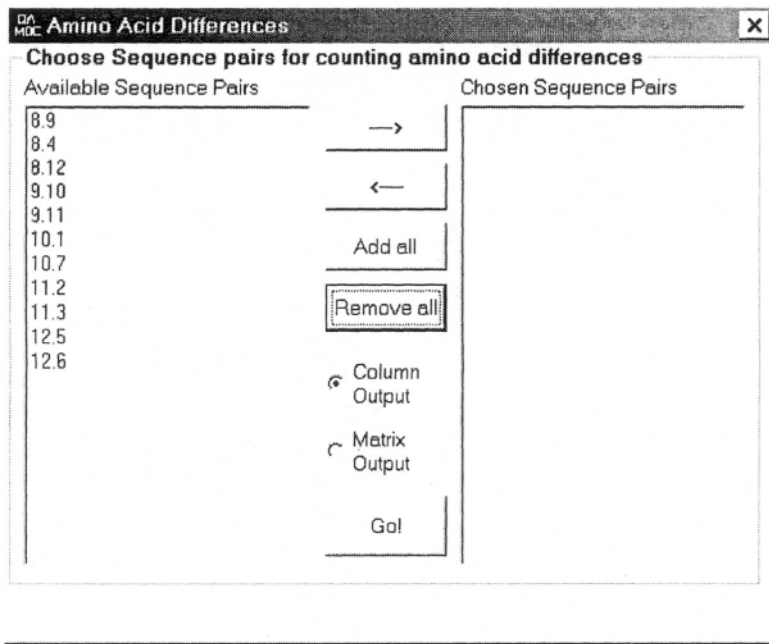 DA
MDC Amino Acid Differences
Choose Sequence pairs for counting amino acid differences
Available Sequence Pairs
Chosen Sequence Pairs
8.9
8.4
8.12
9.10
9.11
10.1
10.7
11.2
11.3
12.5
12.6
—>
<—
Add all
Remove all
Column
Output
Matrix
Output
Go!